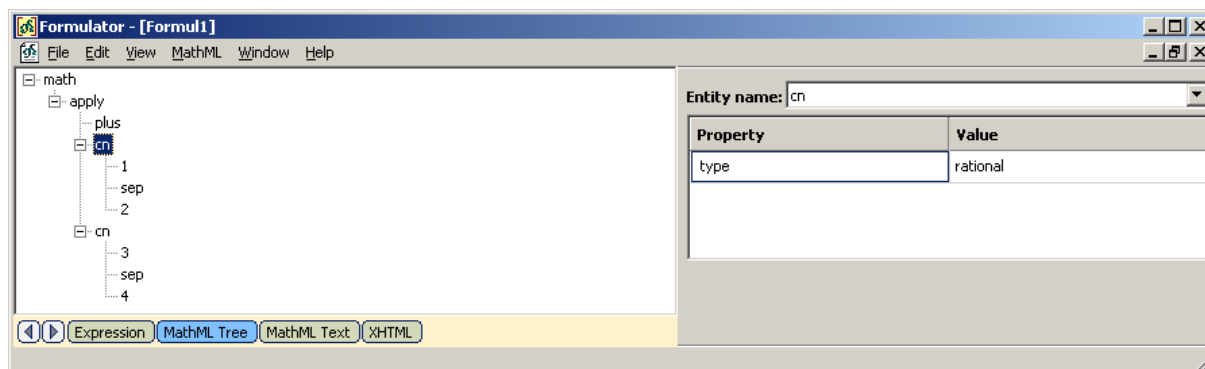 Formulator - [Formul1]
File Edit View MathML Window Help
math
apply
plus
cn
1
sep
2
cn
3
sep
4
Expression MathML Tree MathML Text XHTML
Entity name: cn
Property Value
type rational